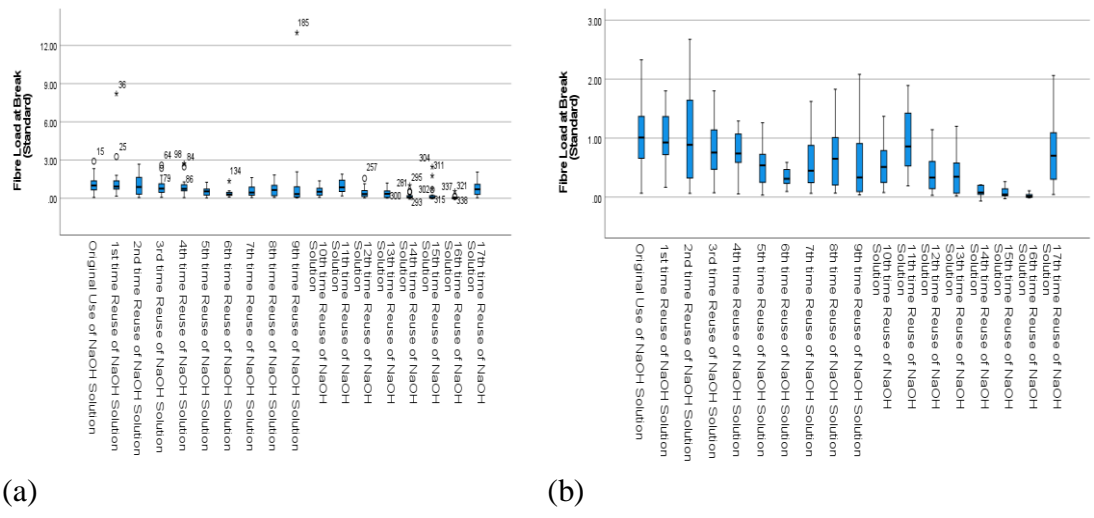 Fibre Load at Break
(Standard)
12.00
9.00
6.00
3.00
.00
15
36
25
64
179
98
84
86
134
185
257
300
281
295
293
304
311
302
315
337
321
338
Original Use of NaOH Solution
1st time Reuse of NaOH Solution
2nd time Reuse of NaOH Solution
3rd time Reuse of NaOH Solution
4th time Reuse of NaOH Solution
5th time Reuse of NaOH Solution
6th time Reuse of NaOH Solution
7th time Reuse of NaOH Solution
8th time Reuse of NaOH Solution
9th time Reuse of NaOH Solution
10th time Reuse of NaOH
Solution
11th time Reuse of NaOH
Solution
12th time Reuse of NaOH
Solution
13th time Reuse of NaOH
Solution
14th time Reuse of NaOH
Solution
15th time Reuse of NaOH
Solution
16th time Reuse of NaOH
Solution
17th time Reuse of NaOH
Solution
(a)
Fibre Load at Break
(Standard)
3.00
2.00
1.00
.00
Original Use of NaOH Solution
1st time Reuse of NaOH Solution
2nd time Reuse of NaOH Solution
3rd time Reuse of NaOH Solution
4th time Reuse of NaOH Solution
5th time Reuse of NaOH Solution
6th time Reuse of NaOH Solution
7th time Reuse of NaOH Solution
8th time Reuse of NaOH Solution
9th time Reuse of NaOH Solution
10th time Reuse of NaOH
Solution
11th time Reuse of NaOH
Solution
12th time Reuse of NaOH
Solution
13th time Reuse of NaOH
Solution
14th time Reuse of NaOH
Solution
15th time Reuse of NaOH
Solution
16th time Reuse of NaOH
Solution
17th time Reuse of NaOH
Solution
(b)